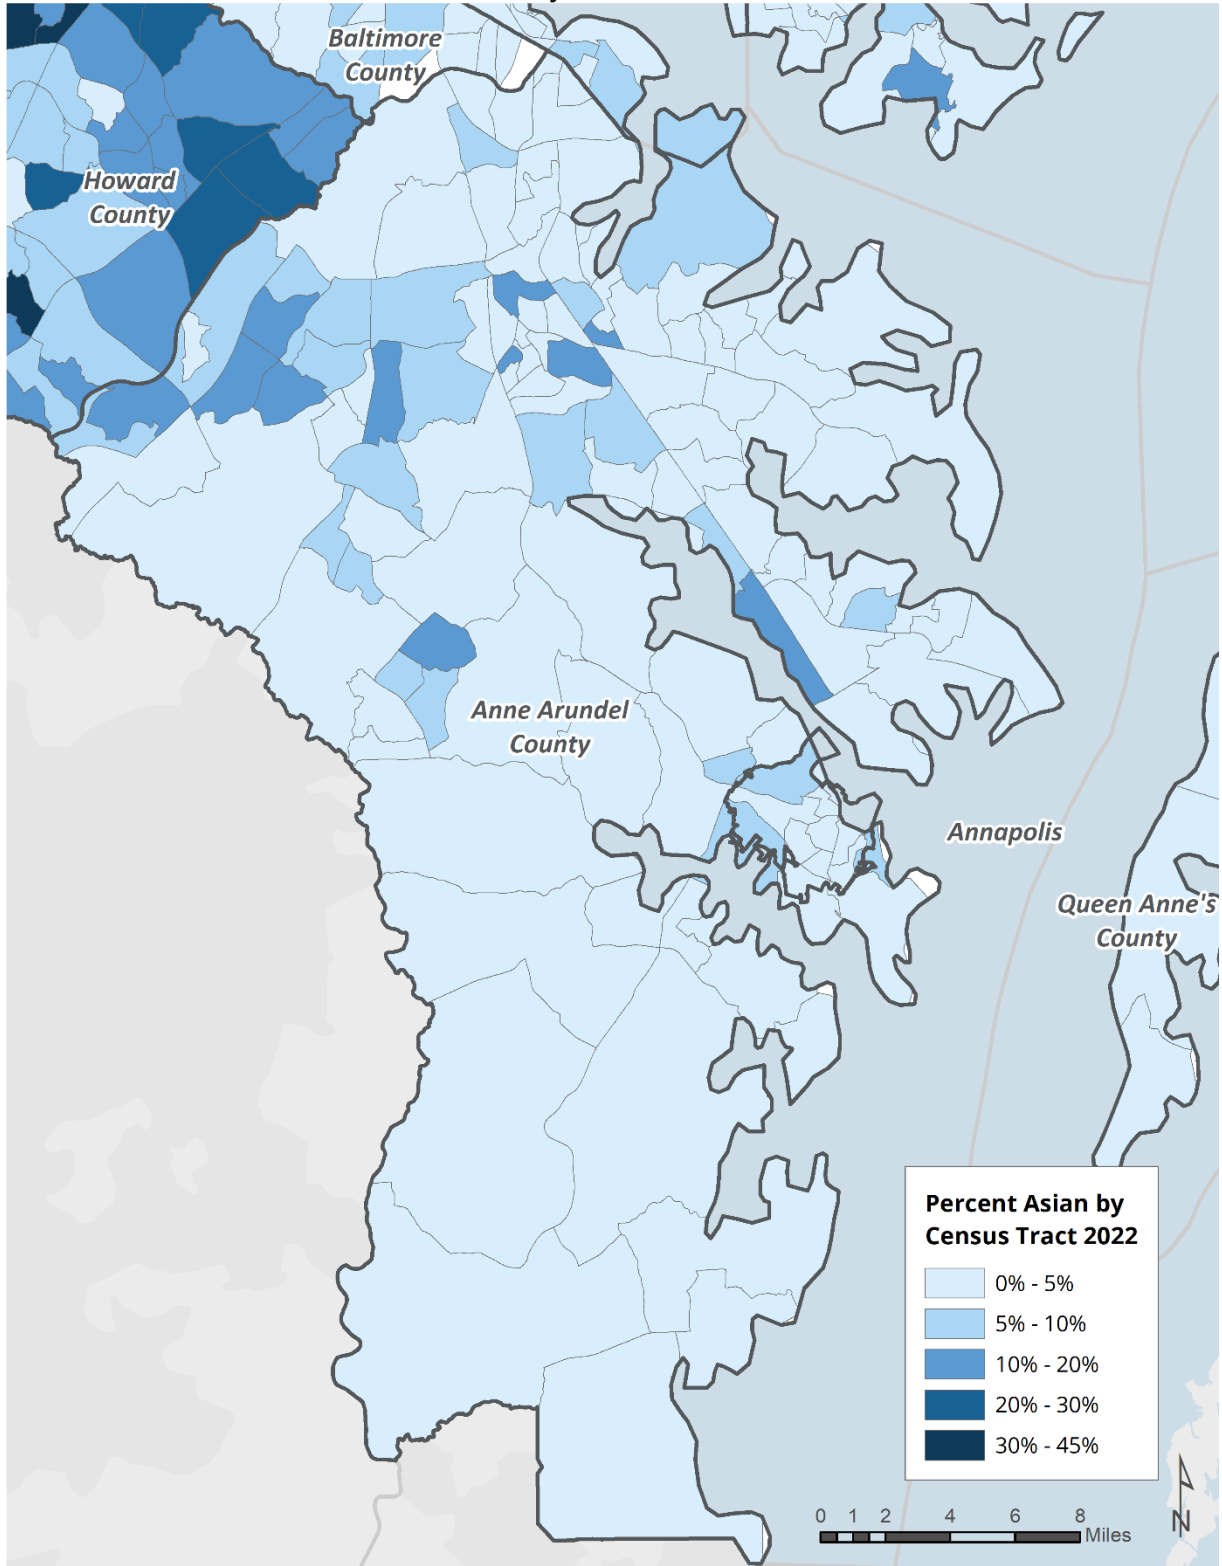 Baltimore
County
Howard
County
Anne Arundel
County
Annapolis
Queen Anne's
County
Percent Asian by
Census Tract 2022
0% - 5%
5% - 10%
10% - 20%
20% - 30%
30% - 45%
0 1 2 4 6 8
Miles
N